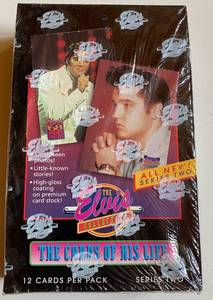 photos!
• Little-known
stories!
• High-gloss
coating
on premium
card stock!
ALL NEW!
SERIES TWO
THE
Elvis
COLLECTION
THE CARDS OF HIS LIFE
12 CARDS PER PACK
SERIES TWO